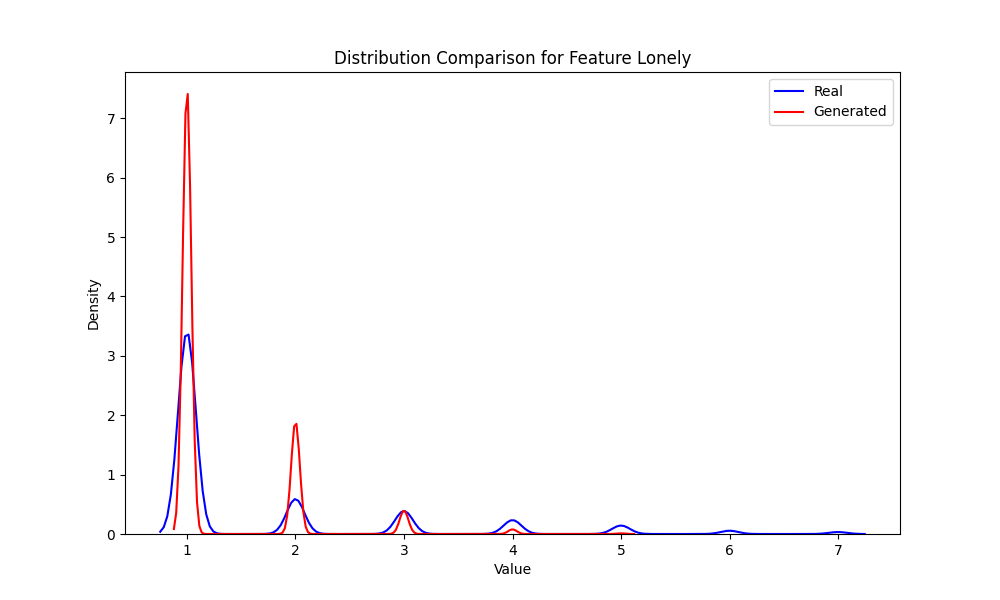 Distribution Comparison for Feature Lonely
Real
Generated
Density
7
6
5
4
3
2
1
0
1 2 3 4 5 6 7
Value